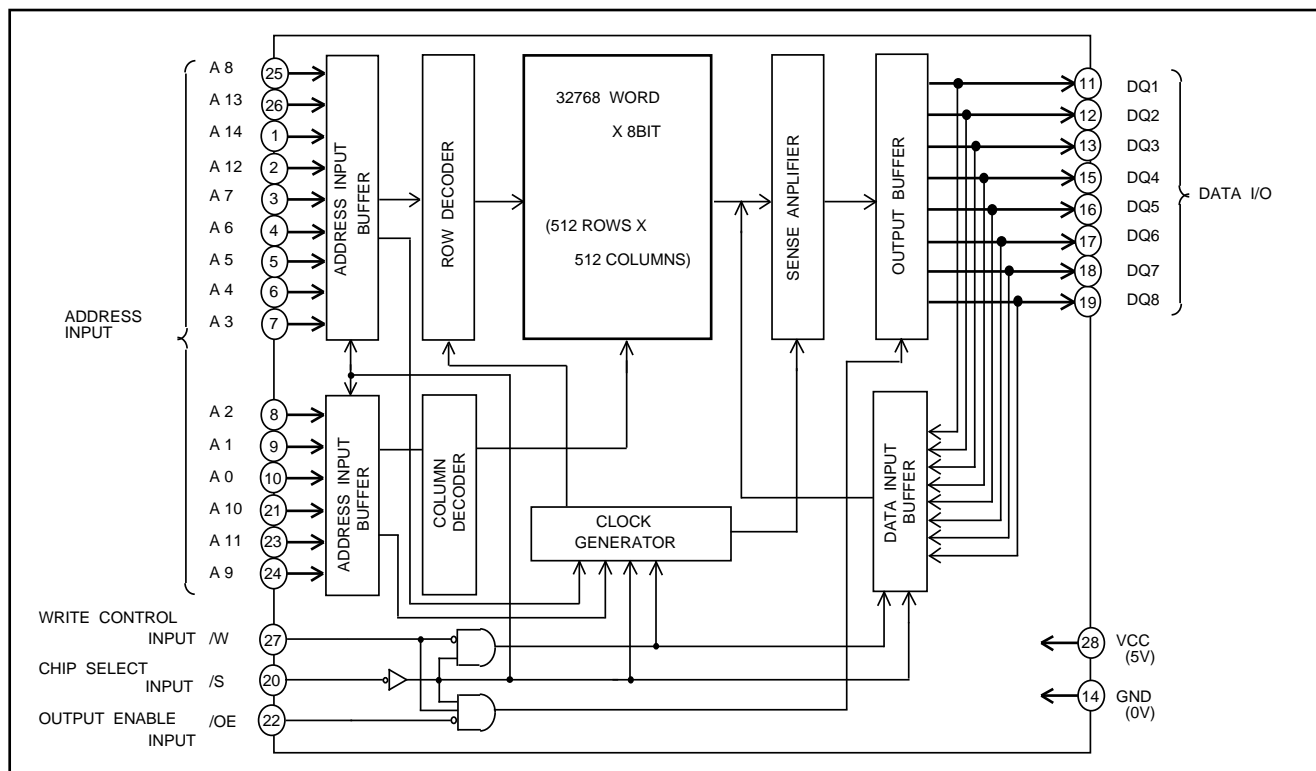 A 8
25
A 13
26
A 14
1
A 12
2
A 7
3
A 6
4
A 5
5
A 4
6
A 3
7
ADDRESS
INPUT
A 2
8
A 1
9
A 0
10
A 10
21
A 11
23
A 9
24
WRITE CONTROL
INPUT /W
27
CHIP SELECT
INPUT /S
20
OUTPUT ENABLE
INPUT /OE
22
ADDRESS INPUT
BUFFER
ROW DECODER
32768 WORD
X 8BIT
(512 ROWS X
512 COLUMNS)
SENSE ANPLIFIER
OUTPUT BUFFER
ADDRESS INPUT
BUFFER
COLUMN
DECODER
CLOCK
GENERATOR
DATA INPUT
BUFFER
11
DQ1
12
DQ2
13
DQ3
15
DQ4
16
DQ5
17
DQ6
18
DQ7
19
DQ8
DATA I/O
28
VCC
(5V)
14
GND
(0V)